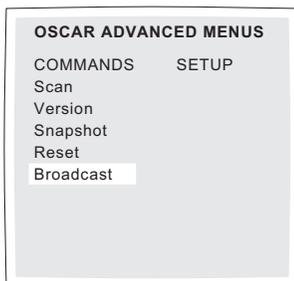 OSCAR ADVANCED MENUS
COMMANDS SETUP
Scan
Version
Snapshot
Reset
Broadcast